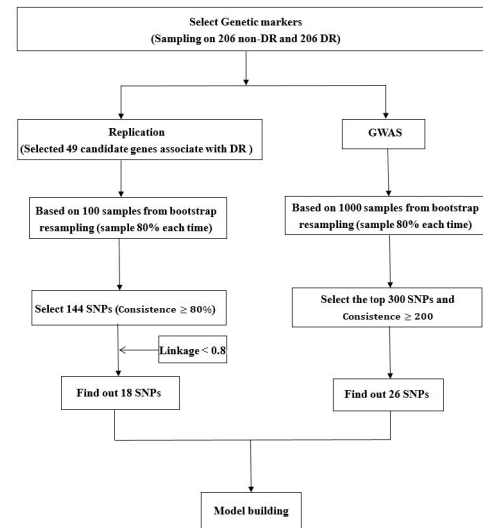 Select Genetic markers
(Sampling on 206 non-DR and 206 DR)
Replication
(Selected 49 candidate genes associate with DR )
GWAS
Based on 100 samples from bootstrap
resampling (sample 80% each time)
Based on 1000 samples from bootstrap
resampling (sample 80% each time)
Select 144 SNPs (Consistence ≥ 80%)
Select the top 300 SNPs and
Consistence ≥ 200
Linkage < 0.8
Find out 18 SNPs
Find out 26 SNPs
Model building